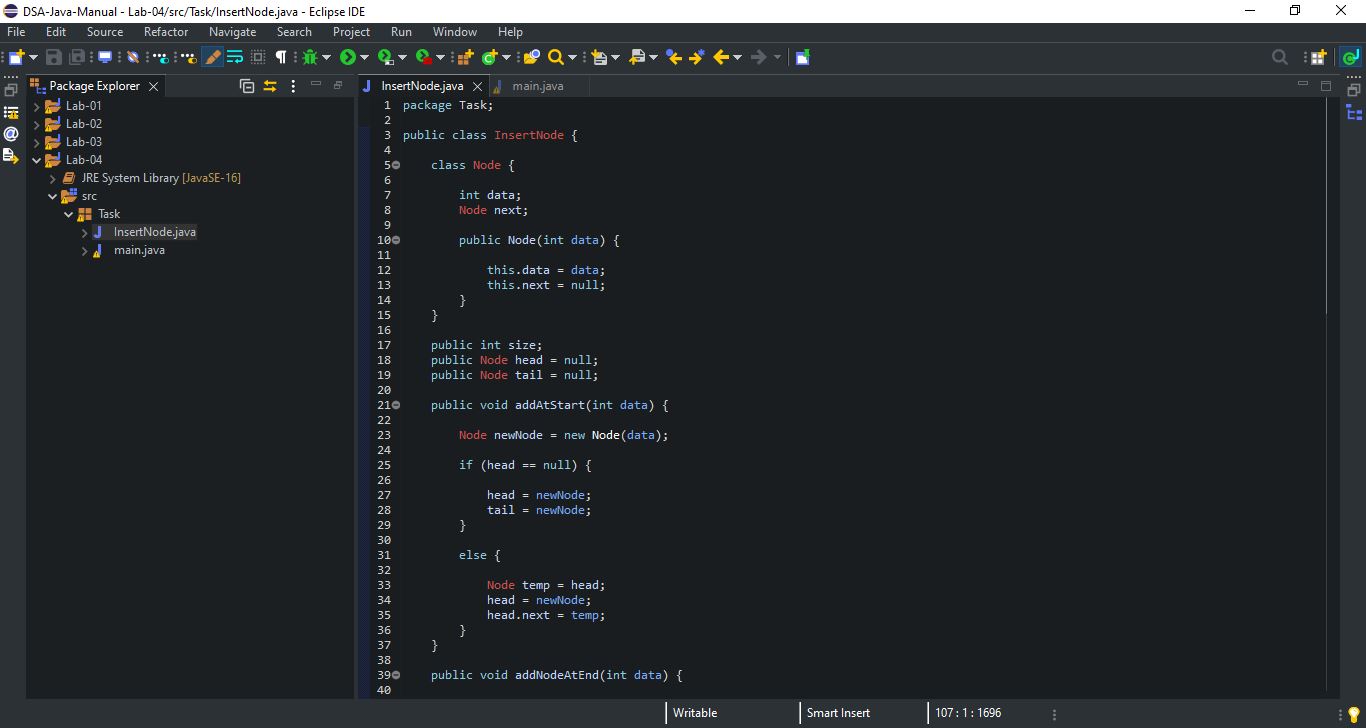 DSA-Java-Manual - Lab-04/src/Task/InsertNode.java - Eclipse IDE
File Edit Source Refactor Navigate Search Project Run Window Help
Package Explorer
Lab-01
Lab-02
Lab-03
Lab-04
JRE System Library [JavaSE-16]
src
Task
InsertNode.java
main.java
InsertNode.java main.java
1 package Task;
2
3 public class InsertNode {
4
5 class Node {
6
7 int data;
8 Node next;
9
10 public Node(int data) {
11
12 this.data = data;
13 this.next = null;
14 }
15 }
16
17 public int size;
18 public Node head = null;
19 public Node tail = null;
20
21 public void addAtStart(int data) {
22
23 Node newNode = new Node(data);
24
25 if (head == null) {
26
27 head = newNode;
28 tail = newNode;
29 }
30
31 else {
32
33 Node temp = head;
34 head = newNode;
35 head.next = temp;
36 }
37 }
38
39 public void addNodeAtEnd(int data) {
40
Writable Smart Insert 107 : 1 : 1696